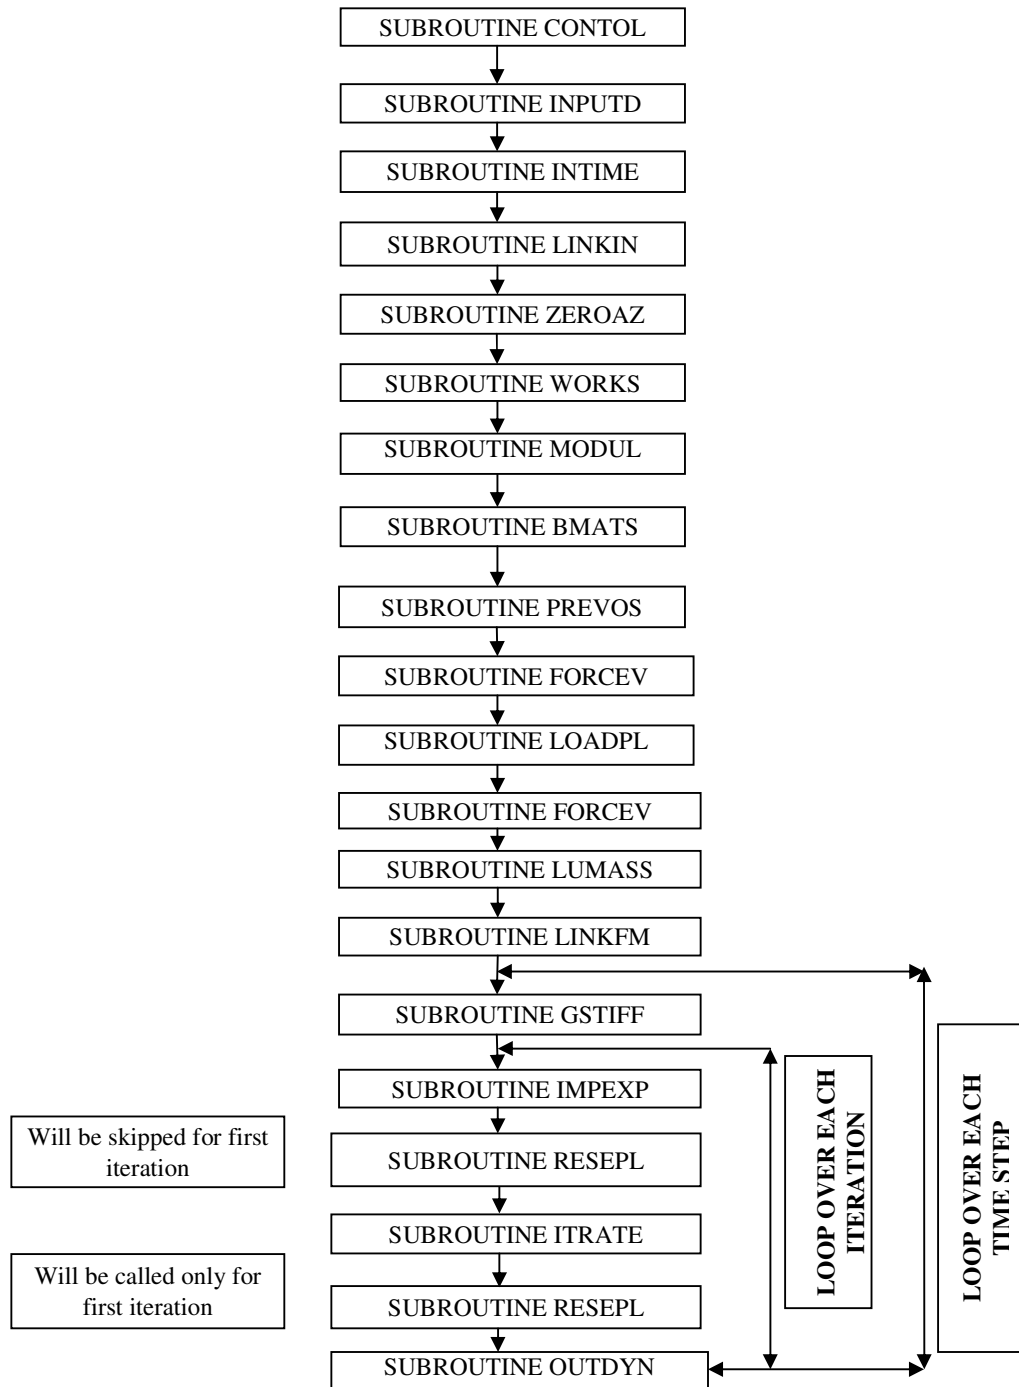 SUBROUTINE CONTOL
SUBROUTINE INPUTD
SUBROUTINE INTIME
SUBROUTINE LINKIN
SUBROUTINE ZEROAZ
SUBROUTINE WORKS
SUBROUTINE MODUL
SUBROUTINE BMATS
SUBROUTINE PREVOS
SUBROUTINE FORCEV
SUBROUTINE LOADPL
SUBROUTINE FORCEV
SUBROUTINE LUMASS
SUBROUTINE LINKFM
SUBROUTINE GSTIFF
SUBROUTINE IMPEXP
Will be skipped for first
iteration
SUBROUTINE RESEPL
SUBROUTINE ITRATE
Will be called only for
first iteration
SUBROUTINE RESEPL
SUBROUTINE OUTDYN
LOOP OVER EACH
ITERATION
LOOP OVER EACH
TIME STEP